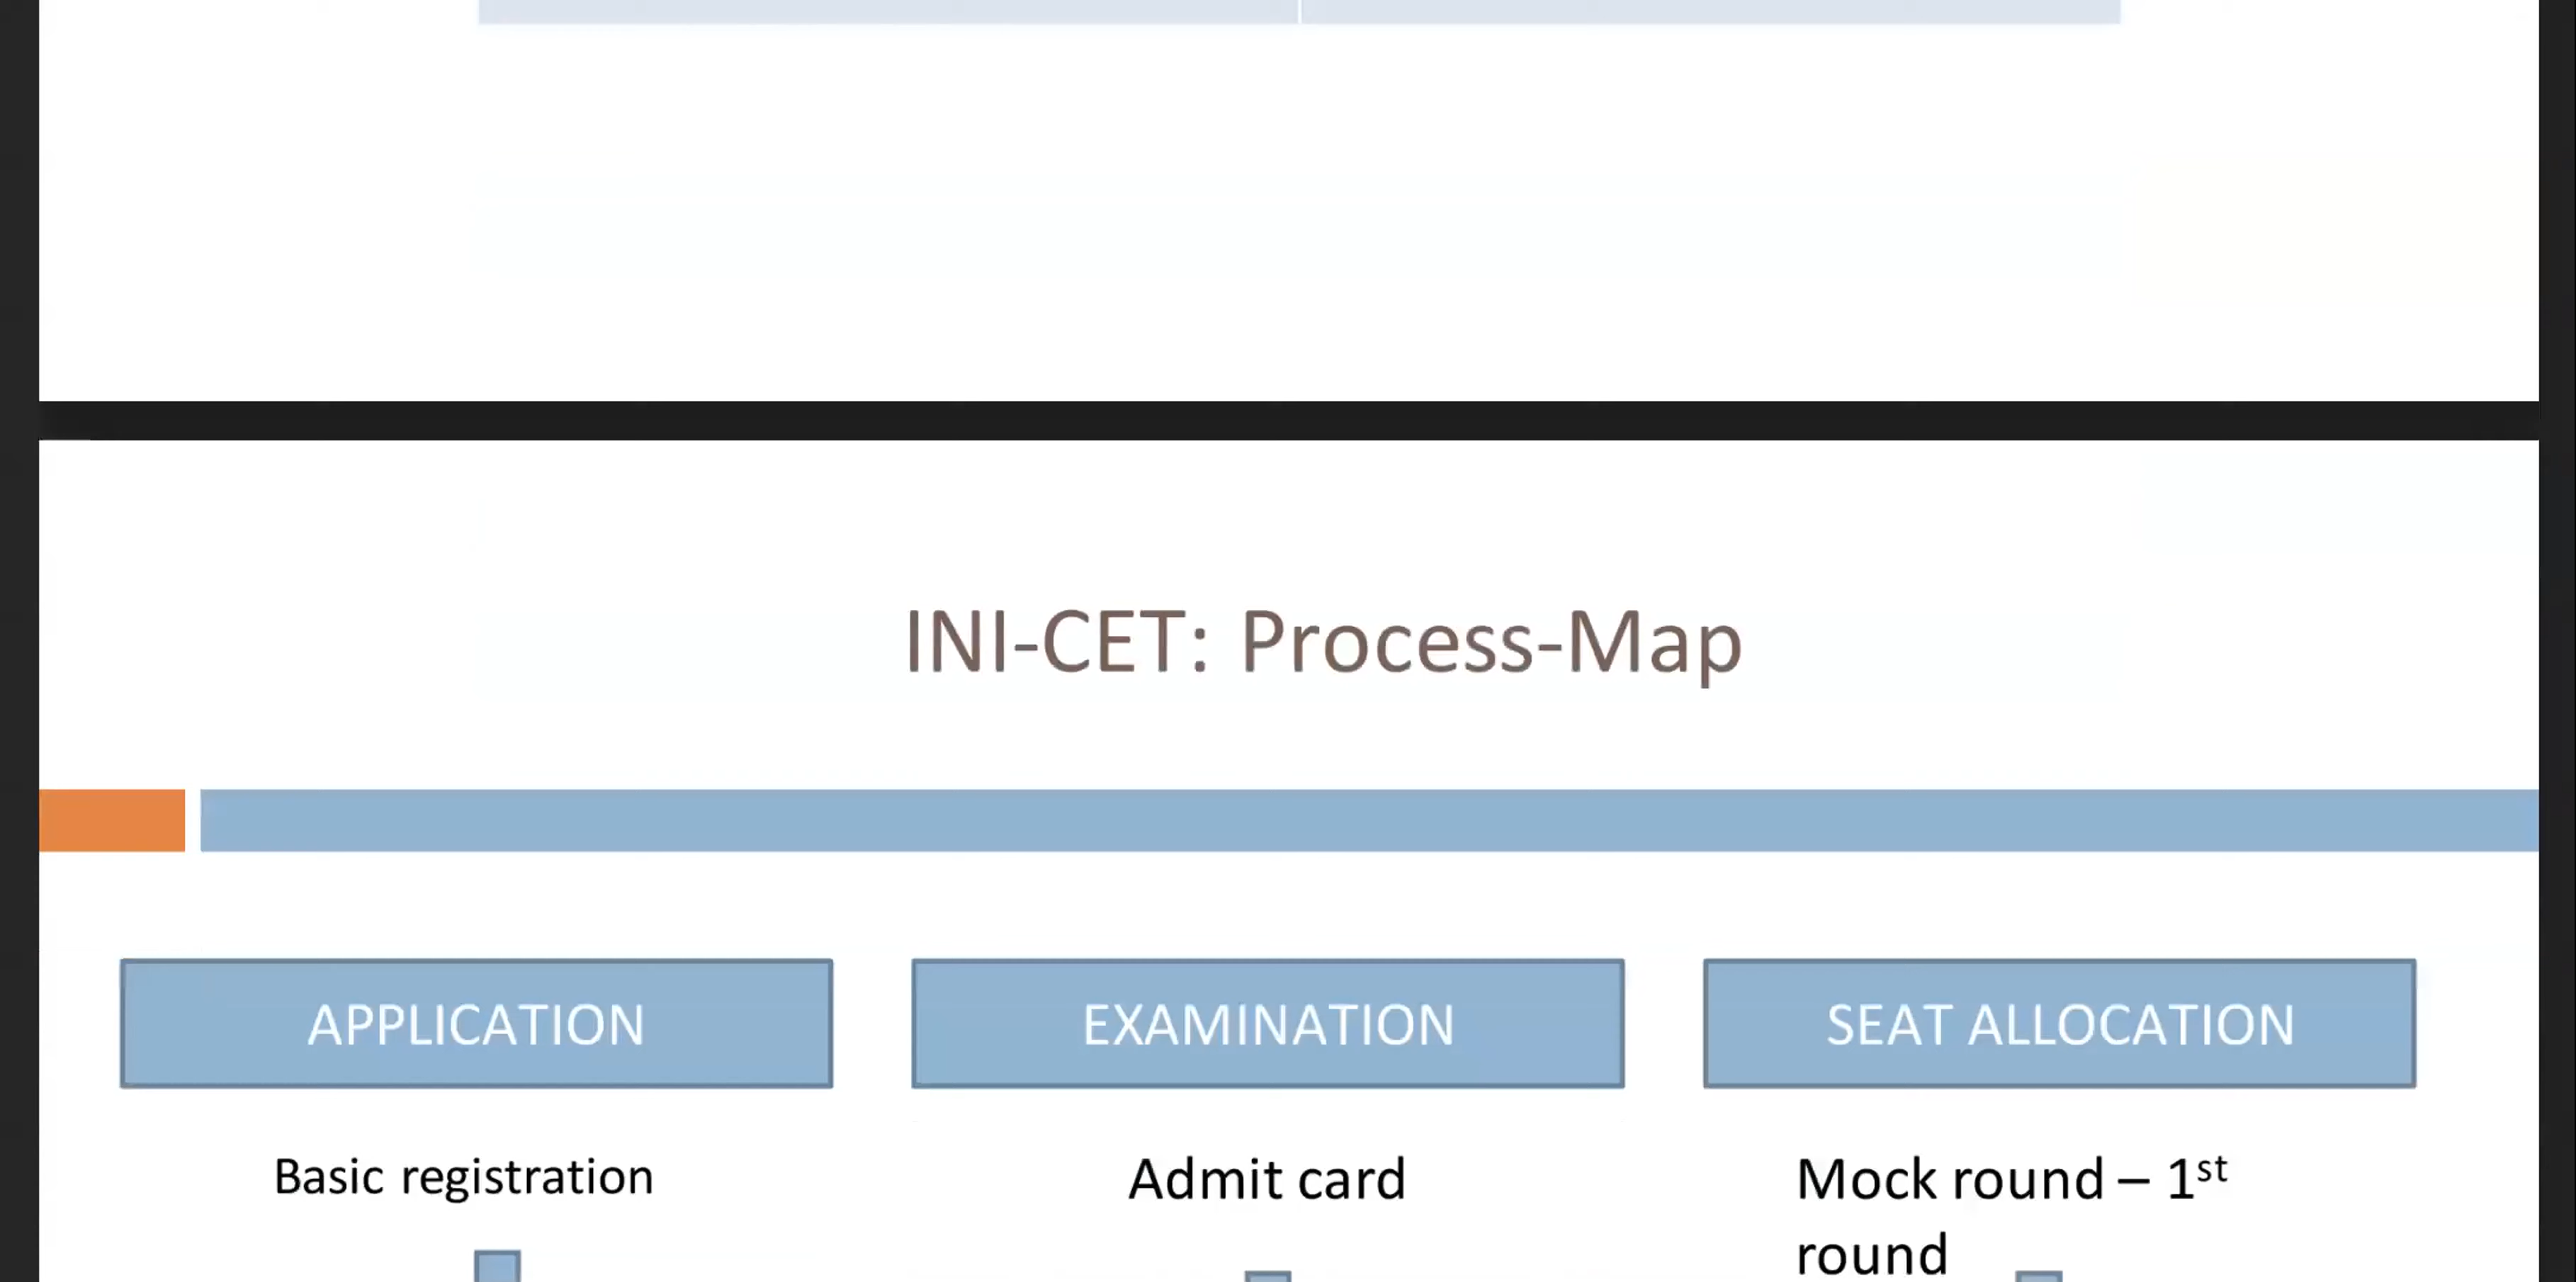 INI-CET: Process-Map
APPLICATION
EXAMINATION
SEAT ALLOCATION
Basic registration
Admit card
Mock round – 1st
round